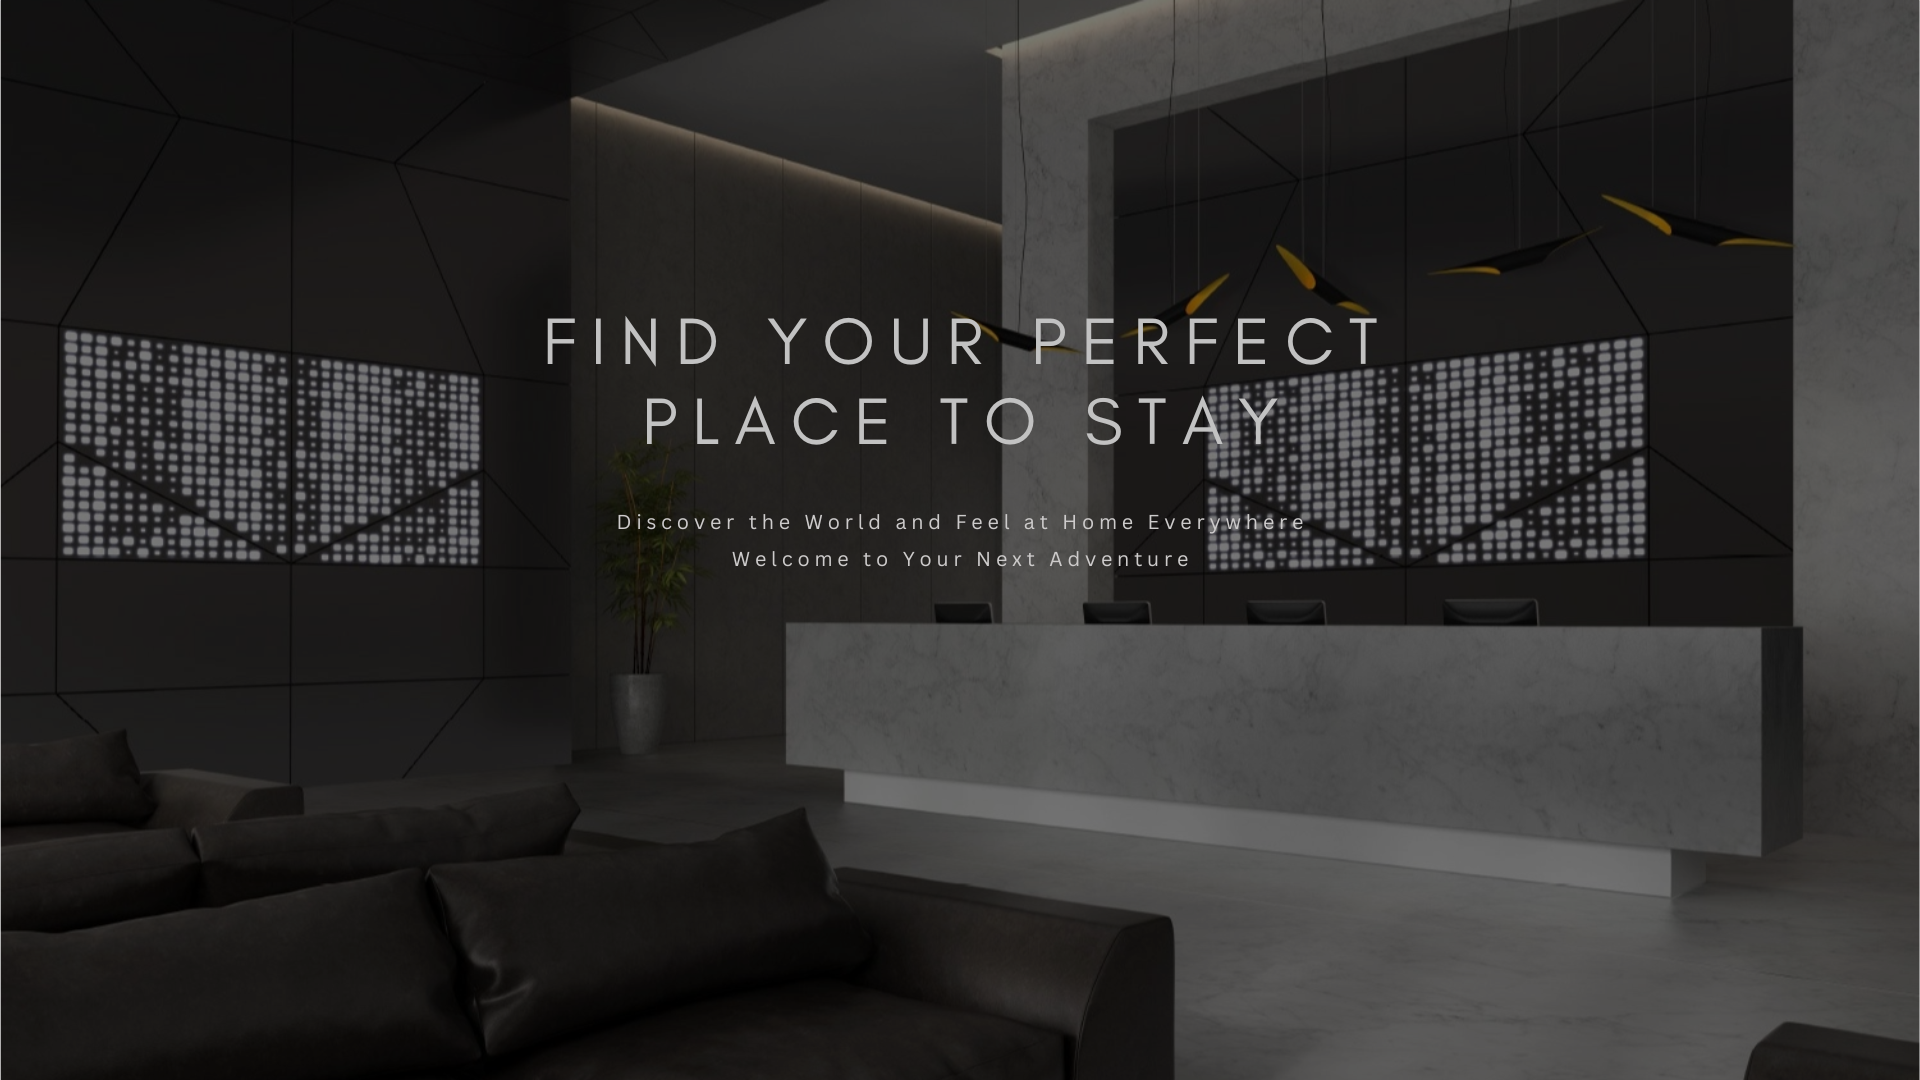 FIND YOUR PERFECT
PLACE TO STAY
Discover the World and Feel at Home Everywhere
Welcome to Your Next Adventure